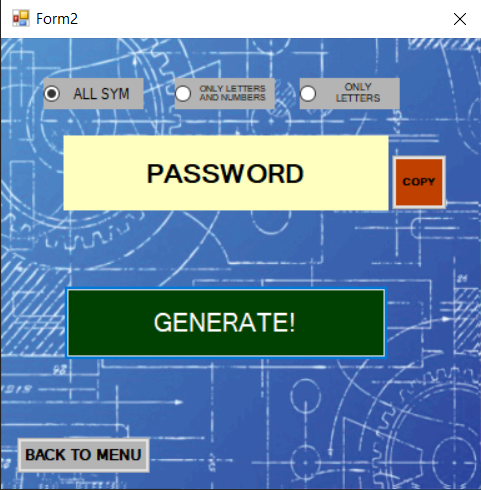 Form2
ALL SYM
ONLY LETTERS
AND NUMBERS
ONLY
LETTERS
PASSWORD
COPY
GENERATE!
BACK TO MENU